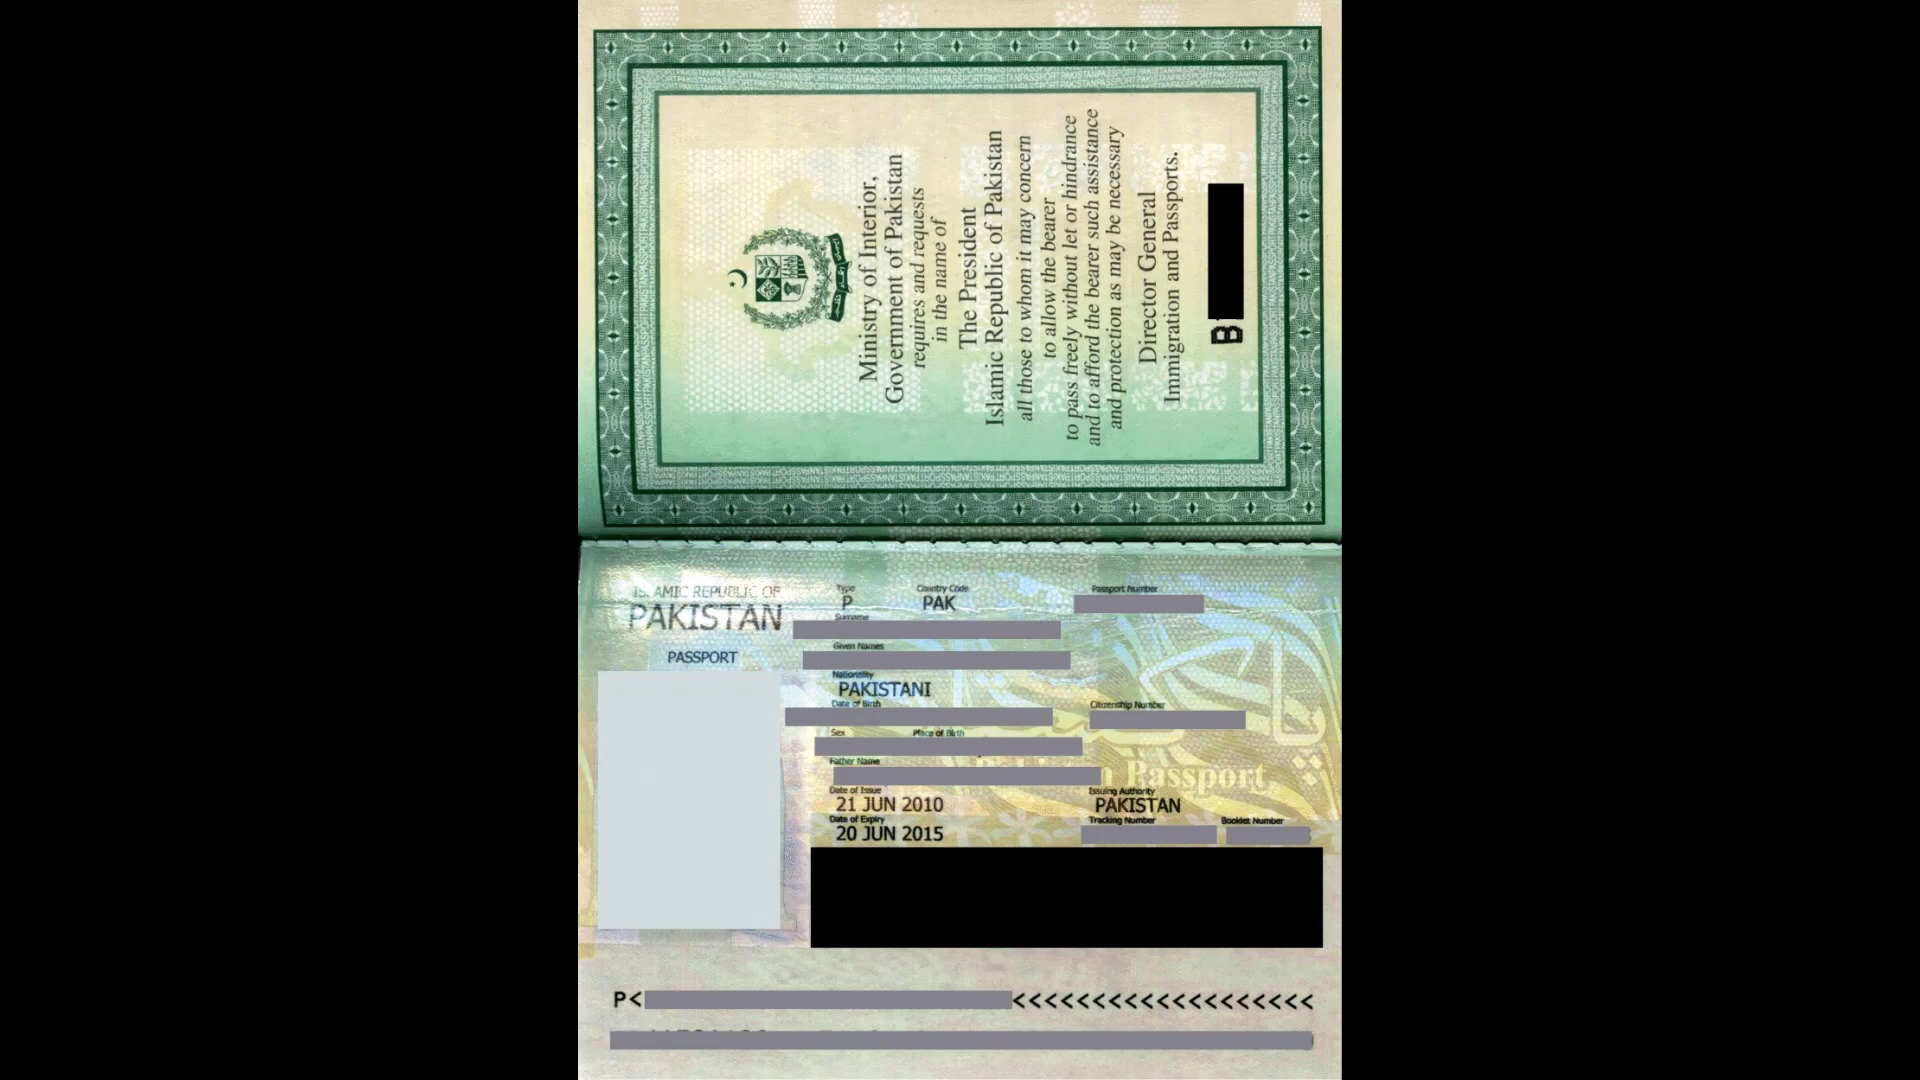 Ministry of Interior,
Government of Pakistan
requires and requests
in the name of
The President
Islamic Republic of Pakistan
all those to whom it may concern
to allow the bearer
to pass freely without let or hindrance
and to afford the bearer such assistance
and protection as may be necessary
Director General
Immigration and Passports.
B
ISLAMIC REPUBLIC OF
PAKISTAN
PASSPORT
Type Country Code Passport Number
P PAK
Surname
Given Names
Nationality
PAKISTANI
Date of Birth Citizenship Number
Sex Place of Birth
Father Name
Passport
Date of Issue Issuing Authority
21 JUN 2010 PAKISTAN
Date of Expiry Tracking Number Booklet Number
20 JUN 2015
P<
<<<<<<<<<<<<<<<<<<<